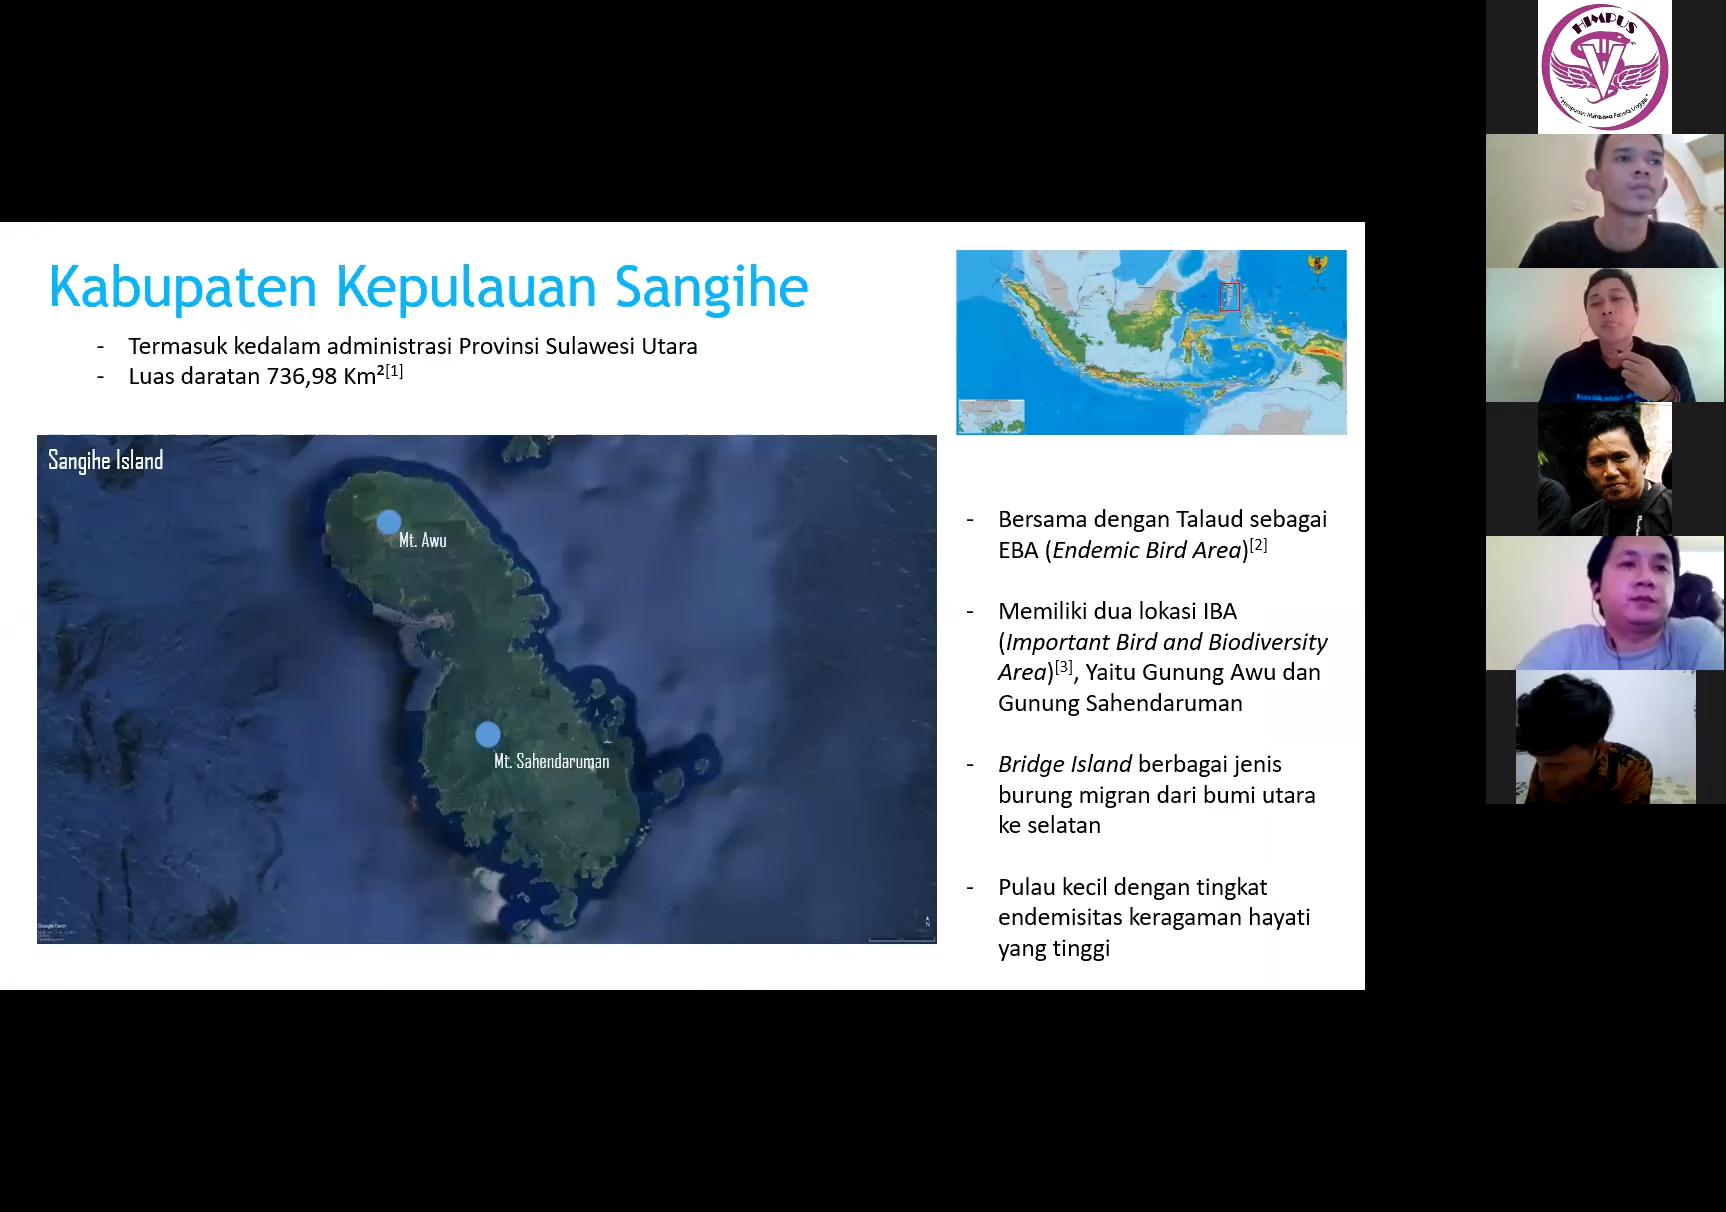 Kabupaten Kepulauan Sangihe
- Termasuk kedalam administrasi Provinsi Sulawesi Utara
- Luas daratan 736,98 Km²[1]
Sangihe Island
Mt. Awu
Mt. Sahendaruman
Google Earth
N
- Bersama dengan Talaud sebagai
EBA (Endemic Bird Area)[2]
- Memiliki dua lokasi IBA
(Important Bird and Biodiversity
Area)[3], Yaitu Gunung Awu dan
Gunung Sahendaruman
- Bridge Island berbagai jenis
burung migran dari bumi utara
ke selatan
- Pulau kecil dengan tingkat
endemisitas keragaman hayati
yang tinggi
HIMPUS
V